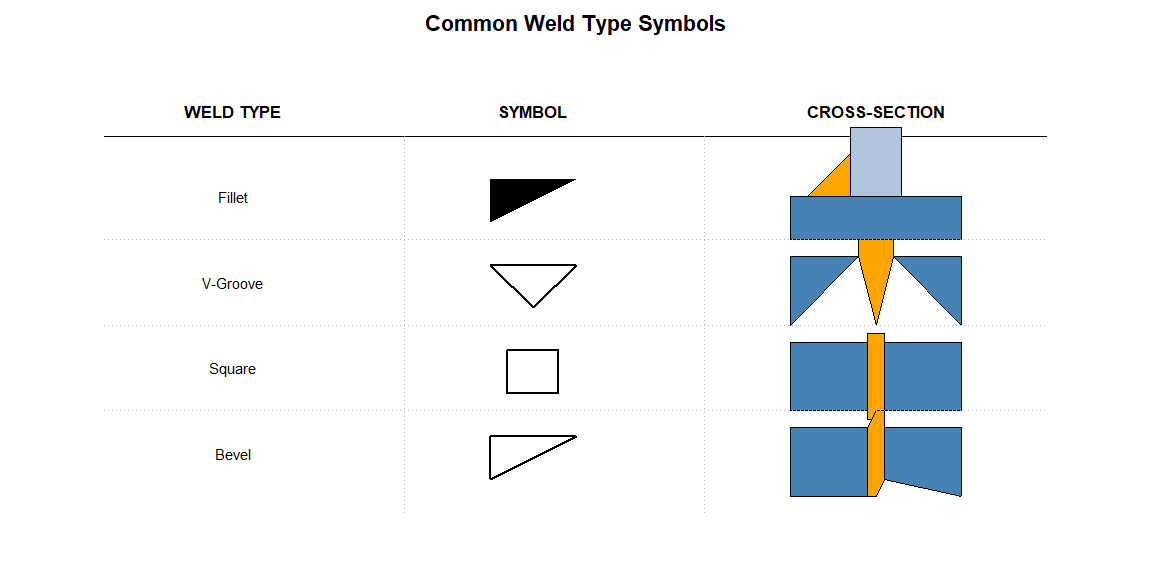 Common Weld Type Symbols
WELD TYPE SYMBOL CROSS-SECTION
Fillet
V-Groove
Square
Bevel